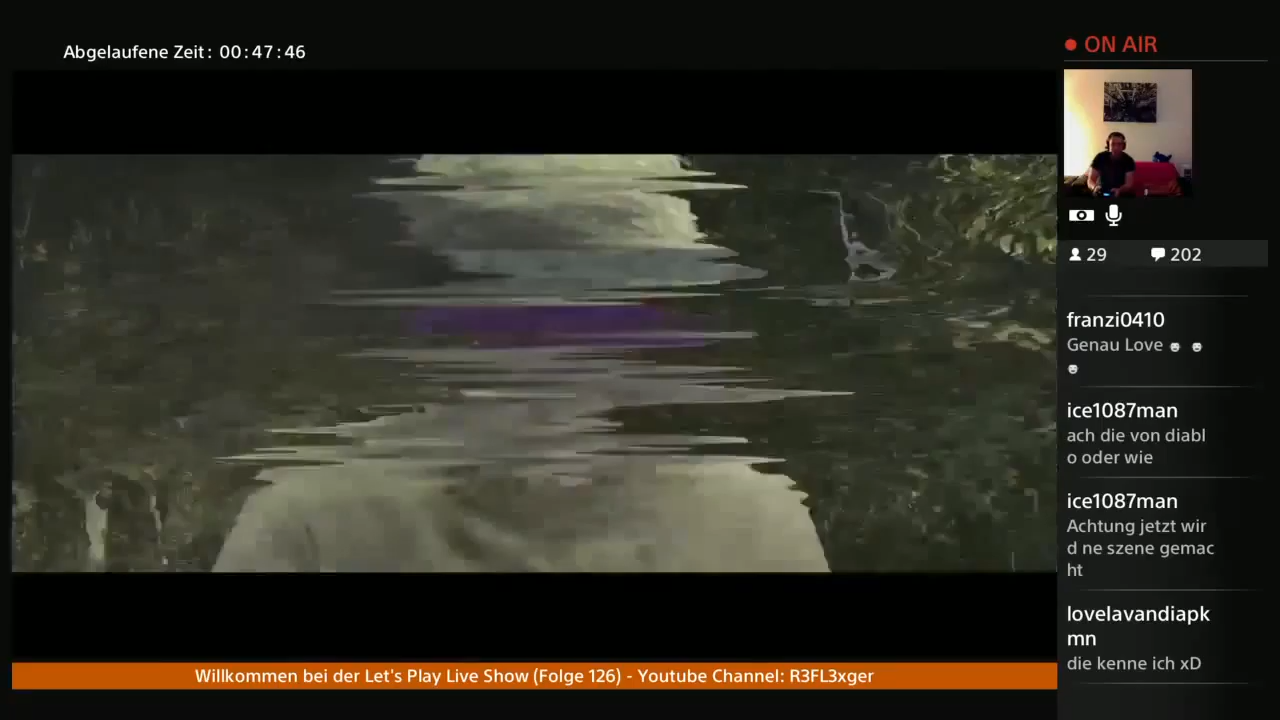 Abgelaufene Zeit: 00:47:46
ON AIR
29 202
franzi0410
Genau Love
ice1087man
ach die von diabl
o oder wie
ice1087man
Achtung jetzt wir
d ne szene gemac
ht
lovelavandiapk
mn
die kenne ich xD
Willkommen bei der Let's Play Live Show (Folge 126) - Youtube Channel: R3FL3xger